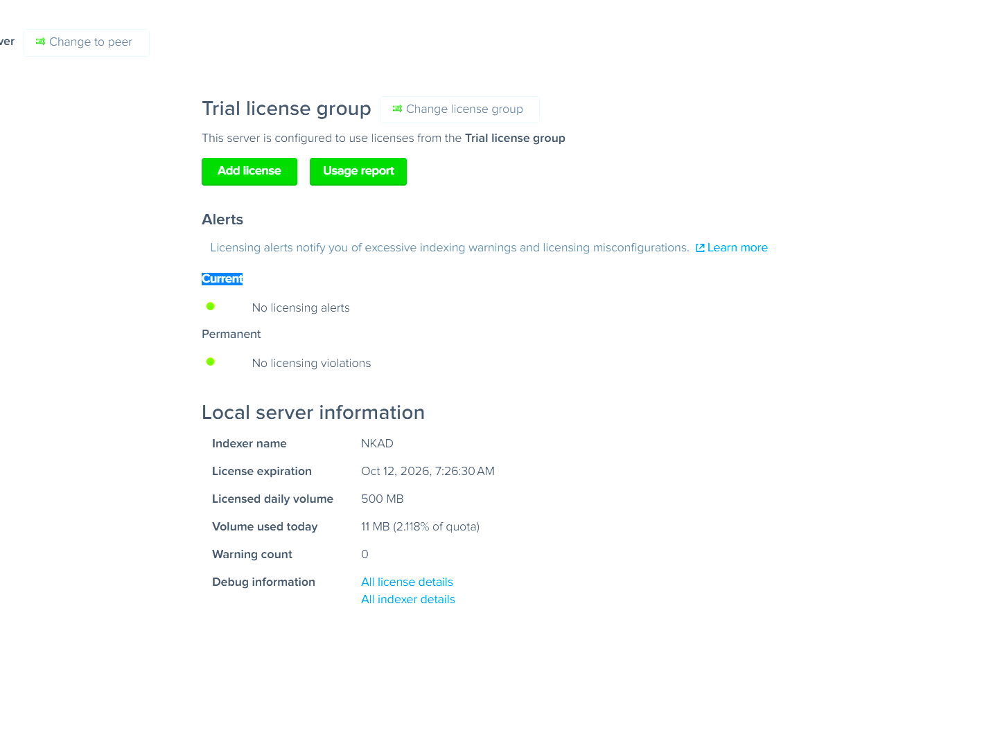 ver Change to peer
Trial license group Change license group
This server is configured to use licenses from the Trial license group
Add license Usage report
Alerts
Licensing alerts notify you of excessive indexing warnings and licensing misconfigurations. Learn more
Current
No licensing alerts
Permanent
No licensing violations
Local server information
Indexer name NKAD
License expiration Oct 12, 2026, 7:26:30 AM
Licensed daily volume 500 MB
Volume used today 11 MB (2.118% of quota)
Warning count 0
Debug information All license details
All indexer details